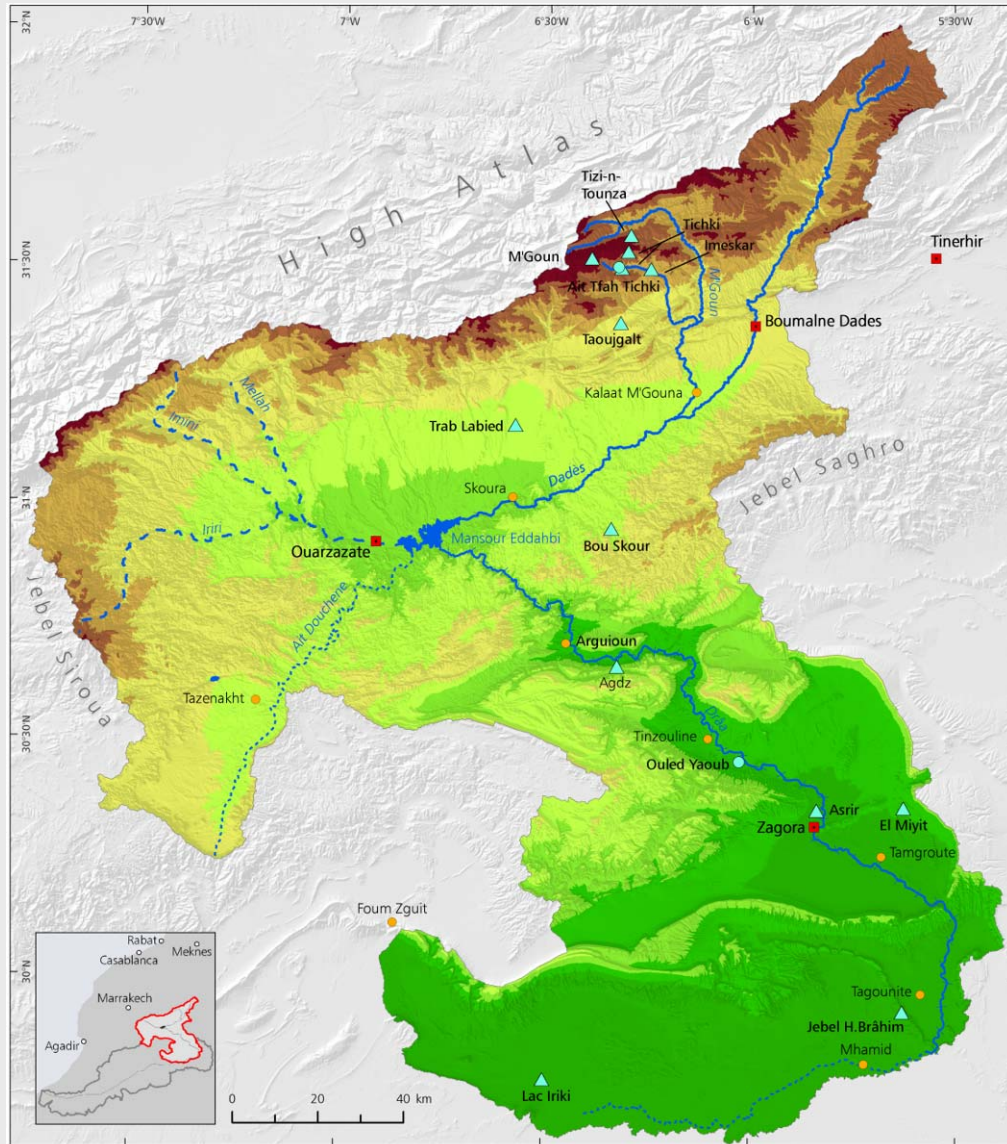 7°30'W
7°W
6°30'W
6°W
5°30'W
32°N
31°30'N
31°N
30°30'N
30°N
High Atlas
Tizi-n-
Tounza
Tichki
Imeskar
M'Goun
Ait Tfah Tichki
M'Goun
Tinerhir
Taoujgalt
Boumalne Dades
Kalaat M'Gouna
Mellah
Imini
Trab Labied
Jebel Saghro
Skoura
Dadès
Iriri
Ouarzazate
Mansour Eddahbi
Bou Skour
Jebel Siroua
Ait Douchene
Arguioun
Agdz
Tazenakht
Drâa
Tinzouline
Ouled Yaoub
Asrir
El Miyit
Zagora
Tamgroute
Foum Zguit
Rabat
Casablanca
Meknes
Marrakech
Agadir
Tagounite
Jebel H.Brâhim
Mhamid
Lac Iriki
0 20 40 km